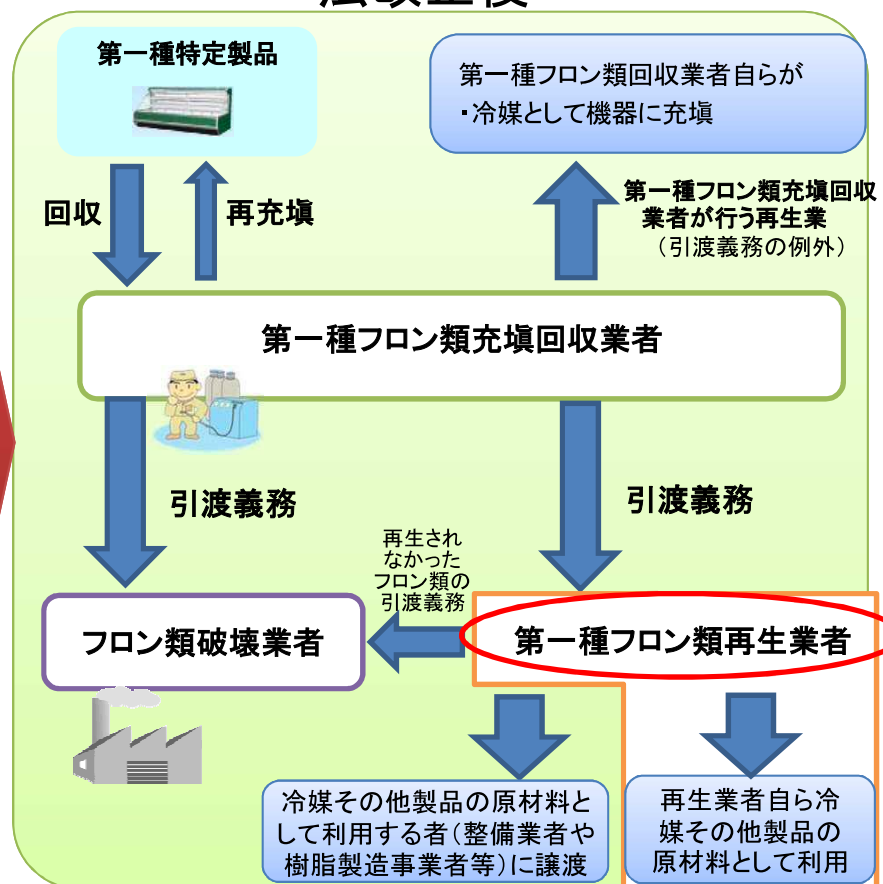 第一種特定製品
第一種フロン類回収業者自らが
・冷媒として機器に充塡
回収
再充塡
第一種フロン類充塡回収
業者が行う再生業
（引渡義務の例外）
第一種フロン類充塡回収業者
引渡義務
引渡義務
再生され
なかった
フロン類の
引渡義務
フロン類破壊業者
第一種フロン類再生業者
冷媒その他製品の原材料と
して利用する者（整備業者や
樹脂製造事業者等）に譲渡
再生業者自ら冷
媒その他製品の
原材料として利用